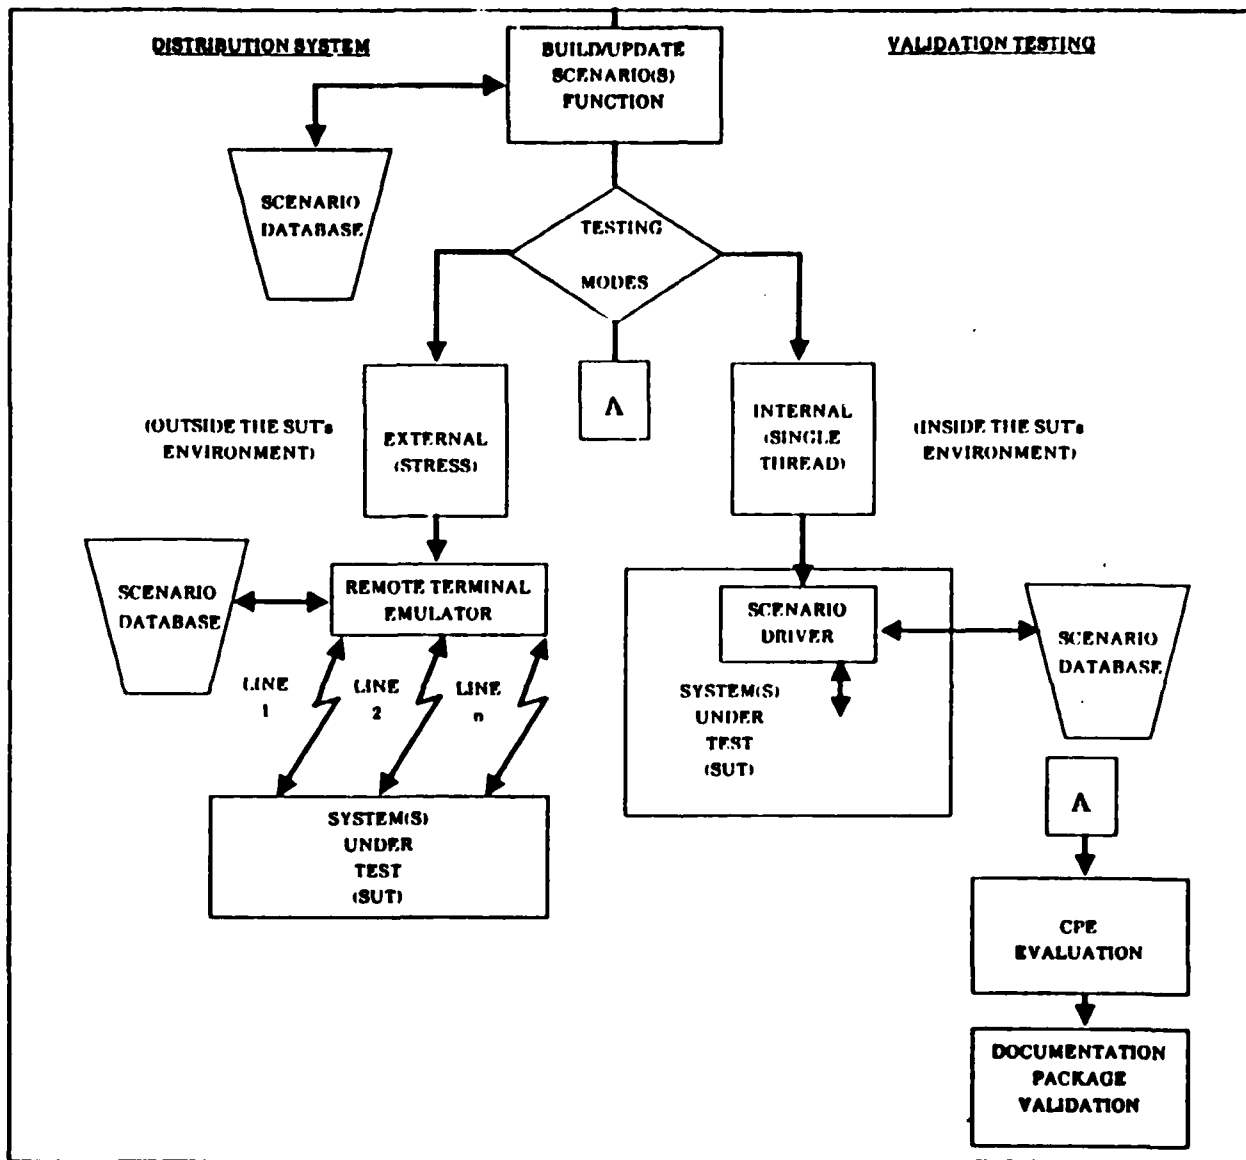 DISTRIBUTION SYSTEM
VALIDATION TESTING
BUILD/UPDATE
SCENARIO(S)
FUNCTION
SCENARIO
DATABASE
TESTING
MODES
A
(OUTSIDE THE SUT's
ENVIRONMENT)
EXTERNAL
(STRESS)
INTERNAL
(SINGLE
THREAD)
(INSIDE THE SUT's
ENVIRONMENT)
SCENARIO
DATABASE
REMOTE TERMINAL
EMULATOR
SCENARIO
DRIVER
SCENARIO
DATABASE
LINE
1
LINE
2
LINE
n
SYSTEM(S)
UNDER
TEST
(SUT)
SYSTEM(S)
UNDER
TEST
(SUT)
A
CPE
EVALUATION
DOCUMENTATION
PACKAGE
VALIDATION